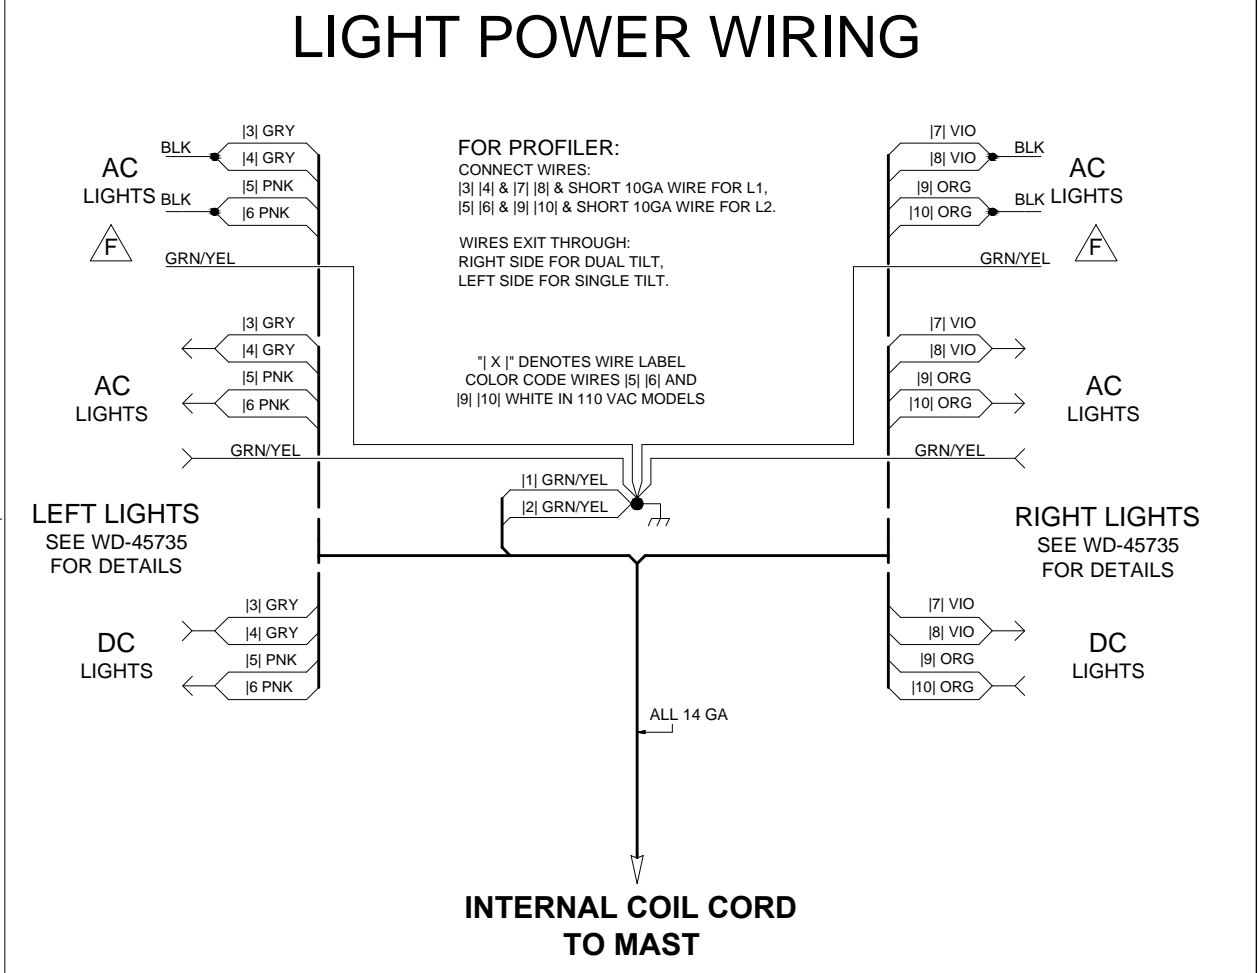 LIGHT POWER WIRING
|3| GRY
BLK
|4| GRY
AC
LIGHTS
|5| PNK
BLK
|6 PNK
F
GRN/YEL
FOR PROFILER:
CONNECT WIRES:
|3| |4| & |7| |8| & SHORT 10GA WIRE FOR L1,
|5| |6| & |9| |10| & SHORT 10GA WIRE FOR L2.
WIRES EXIT THROUGH:
RIGHT SIDE FOR DUAL TILT,
LEFT SIDE FOR SINGLE TILT.
|7| VIO
BLK
|8| VIO
AC
LIGHTS
|9| ORG
BLK
|10| ORG
F
GRN/YEL
|3| GRY
|4| GRY
|5| PNK
|6 PNK
AC
LIGHTS
GRN/YEL
"| X |" DENOTES WIRE LABEL
COLOR CODE WIRES |5| |6| AND
|9| |10| WHITE IN 110 VAC MODELS
|7| VIO
|8| VIO
|9| ORG
|10| ORG
AC
LIGHTS
GRN/YEL
|1| GRN/YEL
|2| GRN/YEL
LEFT LIGHTS
SEE WD-45735
FOR DETAILS
RIGHT LIGHTS
SEE WD-45735
FOR DETAILS
|3| GRY
|4| GRY
|5| PNK
|6 PNK
DC
LIGHTS
|7| VIO
|8| VIO
|9| ORG
|10| ORG
DC
LIGHTS
ALL 14 GA
INTERNAL COIL CORD
TO MAST